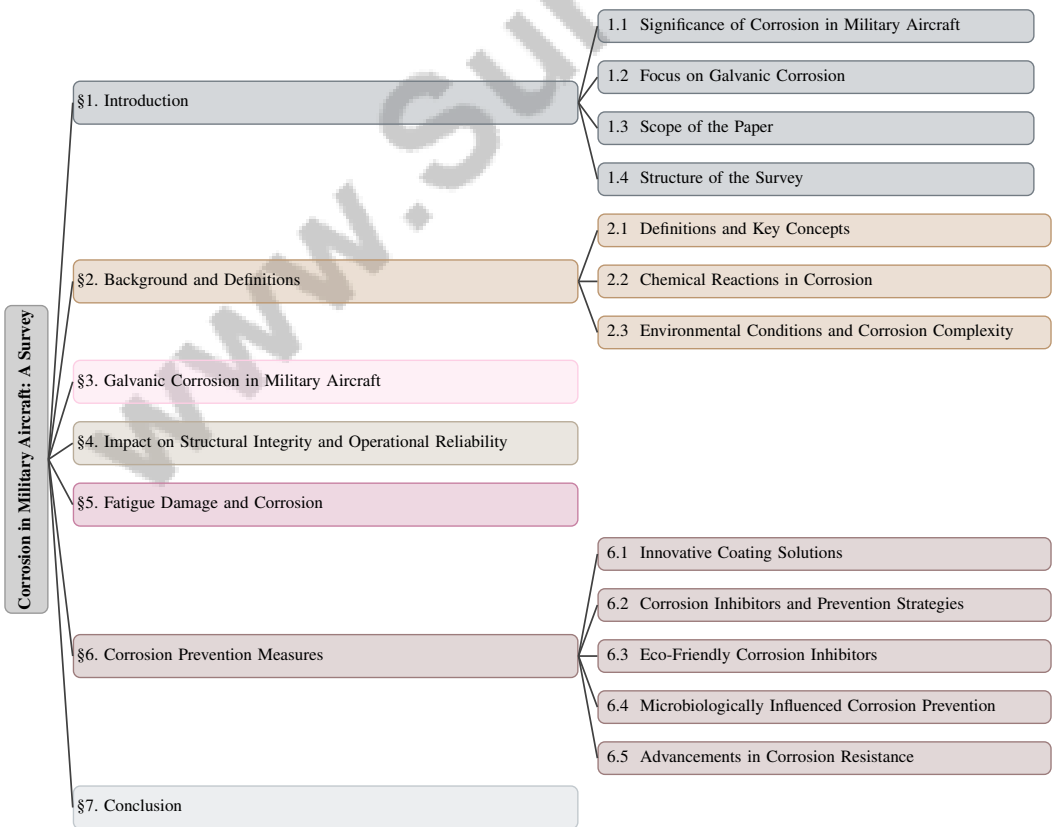 Corrosion in Military Aircraft: A Survey
§1. Introduction
1.1 Significance of Corrosion in Military Aircraft
1.2 Focus on Galvanic Corrosion
1.3 Scope of the Paper
1.4 Structure of the Survey
§2. Background and Definitions
2.1 Definitions and Key Concepts
2.2 Chemical Reactions in Corrosion
2.3 Environmental Conditions and Corrosion Complexity
§3. Galvanic Corrosion in Military Aircraft
§4. Impact on Structural Integrity and Operational Reliability
§5. Fatigue Damage and Corrosion
§6. Corrosion Prevention Measures
6.1 Innovative Coating Solutions
6.2 Corrosion Inhibitors and Prevention Strategies
6.3 Eco-Friendly Corrosion Inhibitors
6.4 Microbiologically Influenced Corrosion Prevention
6.5 Advancements in Corrosion Resistance
§7. Conclusion